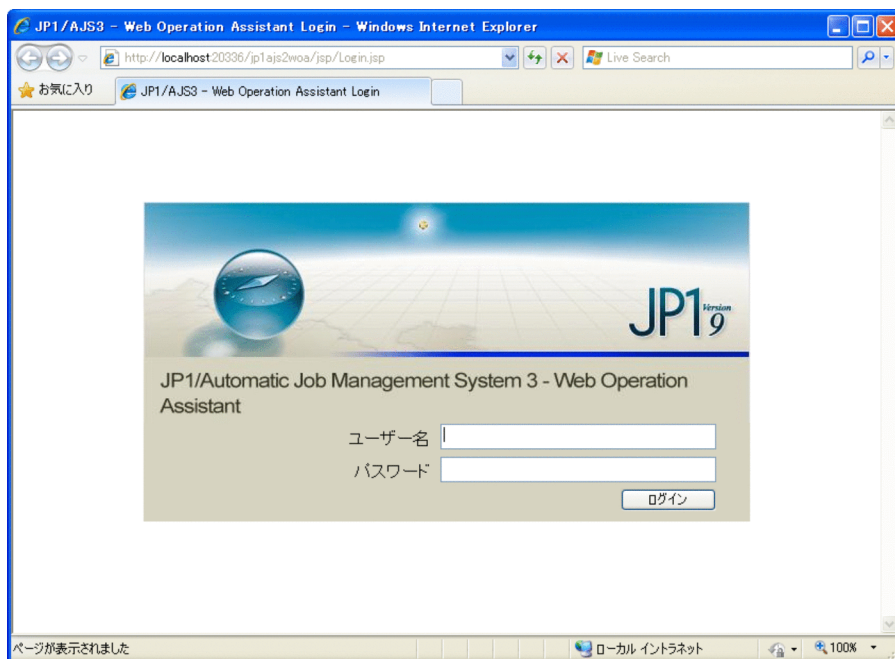 JP1/AJS3 - Web Operation Assistant Login - Windows Internet Explorer
http://localhost:20336/jp1ajs2woa/jsp/Login.jsp
Live Search
お気に入り
JP1/AJS3 - Web Operation Assistant Login
JP1 Version 9
JP1/Automatic Job Management System 3 - Web Operation
Assistant
ユーザー名
パスワード
ログイン
ページが表示されました
ローカル イントラネット
100%